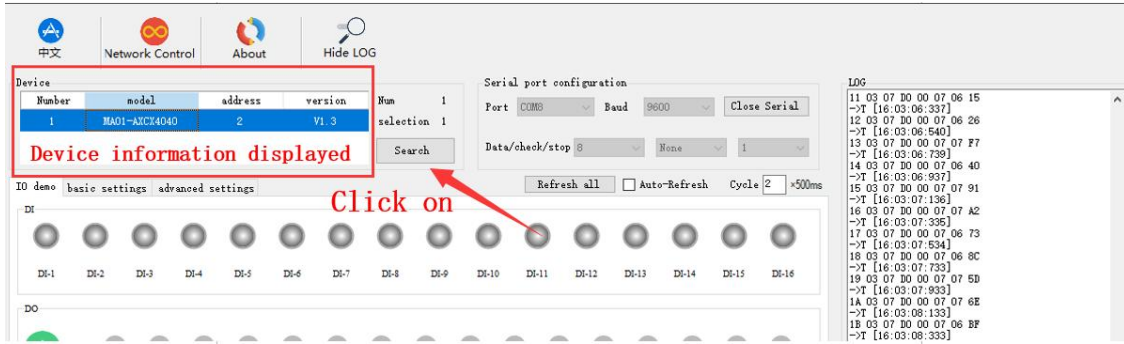 中文 Network Control About Hide LOG
Device
Number model address version
1 MA01-AXCX4040 2 V1.3
Device information displayed
Num 1
selection 1
Search
Serial port configuration
Port COM8 Baud 9600 Close Serial
Data/check/stop 8 None 1
IO demo basic settings advanced settings
Refresh all Auto-Refresh Cycle 2 ×500ms
Click on
DI
DI-1 DI-2 DI-3 DI-4 DI-5 DI-6 DI-7 DI-8 DI-9 DI-10 DI-11 DI-12 DI-13 DI-14 DI-15 DI-16
DO
LOG
11 03 07 D0 00 07 06 15
->T [16:03:06:337]
12 03 07 D0 00 07 06 26
->T [16:03:06:540]
13 03 07 D0 00 07 07 F7
->T [16:03:06:739]
14 03 07 D0 00 07 06 40
->T [16:03:06:937]
15 03 07 D0 00 07 07 91
->T [16:03:07:136]
16 03 07 D0 00 07 07 A2
->T [16:03:07:335]
17 03 07 D0 00 07 06 73
->T [16:03:07:534]
18 03 07 D0 00 07 06 8C
->T [16:03:07:733]
19 03 07 D0 00 07 07 5D
->T [16:03:07:933]
1A 03 07 D0 00 07 07 6E
->T [16:03:08:133]
1B 03 07 D0 00 07 06 BF
->T [16:03:08:333]